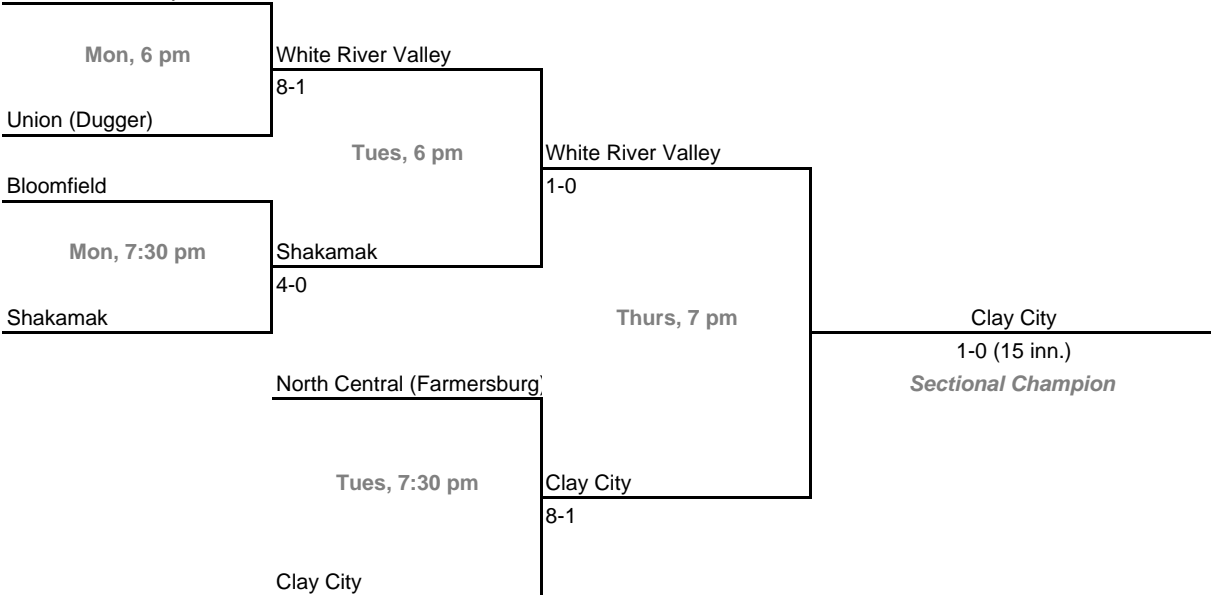 Mon, 6 pm
White River Valley
8-1
Union (Dugger)
Tues, 6 pm
White River Valley
1-0
Bloomfield
Mon, 7:30 pm
Shakamak
4-0
Shakamak
Thurs, 7 pm
Clay City
1-0 (15 inn.)
Sectional Champion
North Central (Farmersburg)
Tues, 7:30 pm
Clay City
8-1
Clay City